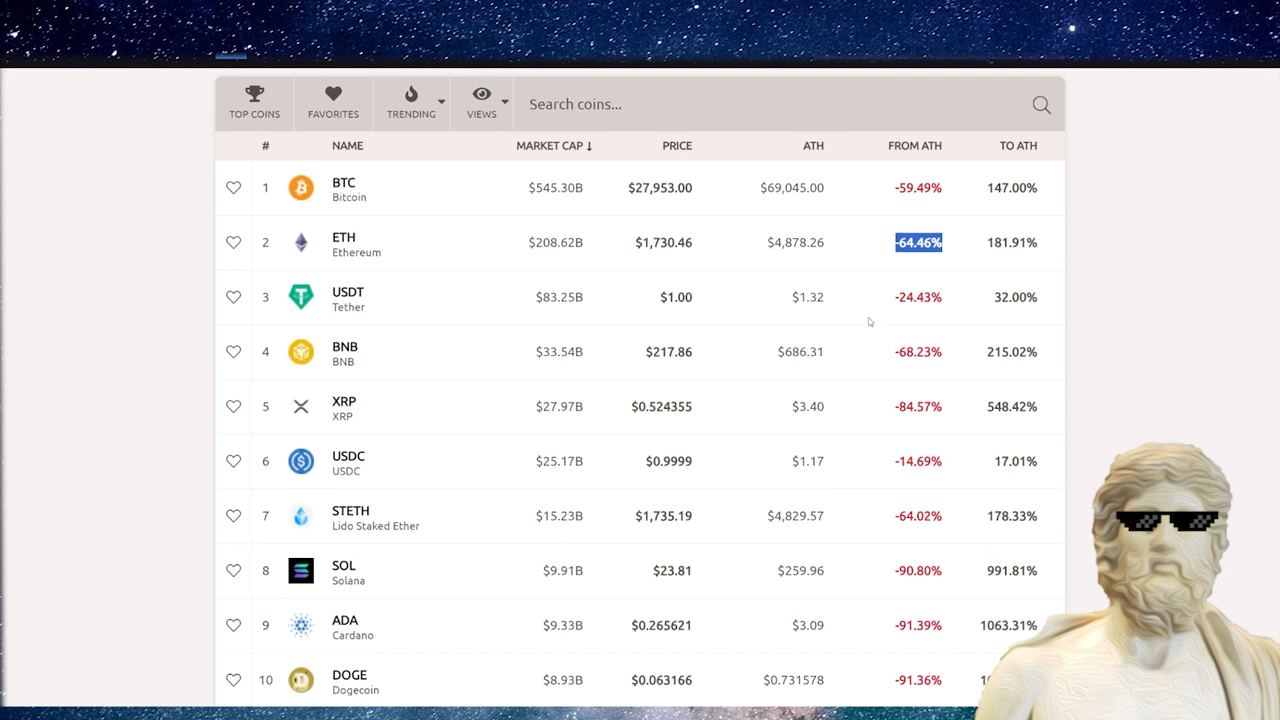 TOP COINS FAVORITES TRENDING VIEWS Search coins...
# NAME MARKET CAP ↓ PRICE ATH FROM ATH TO ATH
1 BTC $545.30B $27,953.00 $69,045.00 -59.49% 147.00%
Bitcoin
2 ETH $208.62B $1,730.46 $4,878.26 -64.46% 181.91%
Ethereum
3 USDT $83.25B $1.00 $1.32 -24.43% 32.00%
Tether
4 BNB $33.54B $217.86 $686.31 -68.23% 215.02%
BNB
5 XRP $27.97B $0.524355 $3.40 -84.57% 548.42%
XRP
6 USDC $25.17B $0.9999 $1.17 -14.69% 17.01%
USDC
7 STETH $15.23B $1,735.19 $4,829.57 -64.02% 178.33%
Lido Staked Ether
8 SOL $9.91B $23.81 $259.96 -90.80% 991.81%
Solana
9 ADA $9.33B $0.265621 $3.09 -91.39% 1063.31%
Cardano
10 DOGE $8.93B $0.063166 $0.731578 -91.36%
Dogecoin